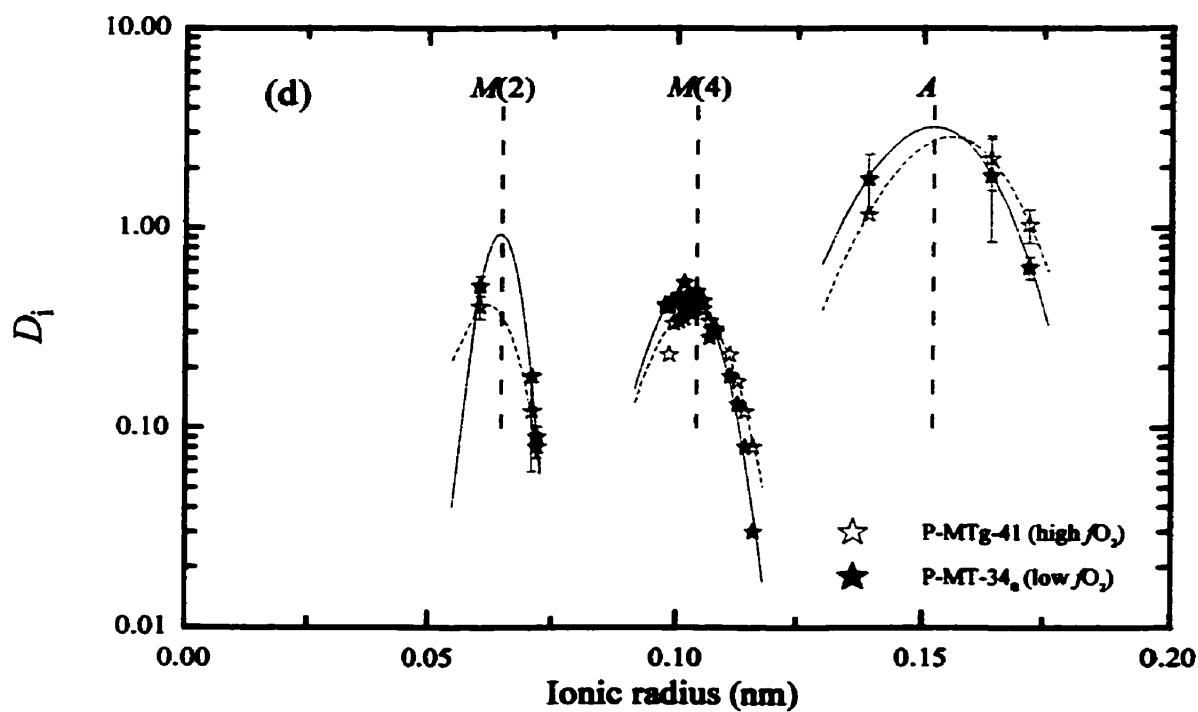 10.00
(d)
M(2)
M(4)
A
1.00
D_i
0.10
P-MTg-41 (high fO₂)
P-MT-34ₐ (low fO₂)
0.01
0.00 0.05 0.10 0.15 0.20
Ionic radius (nm)